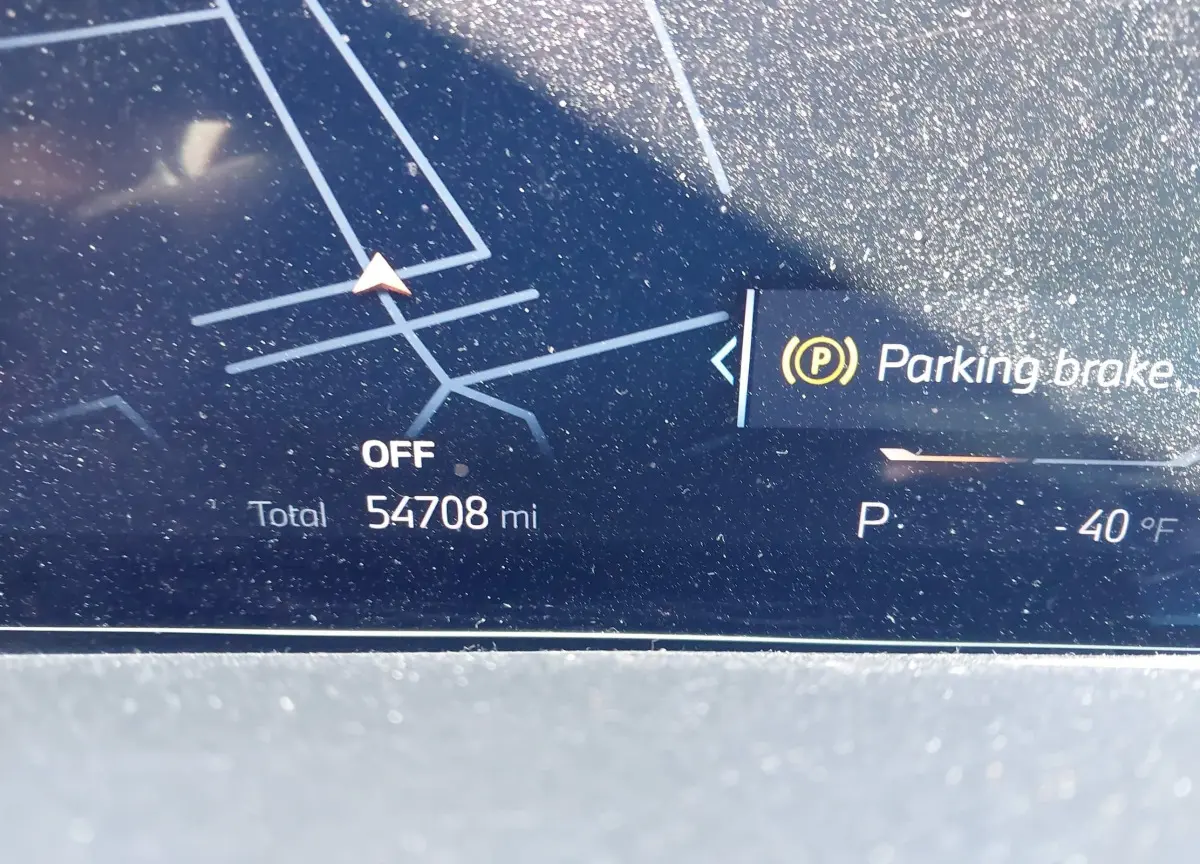 (P) Parking brake.
OFF
Total 54708 mi
P - 40 °F